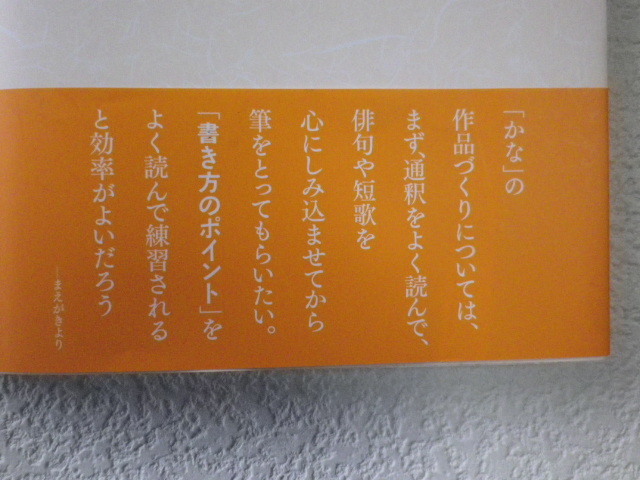 「かな」の
作品づくりについては、
まず、通釈をよく読んで、
俳句や短歌を
心にしみ込ませてから
筆をとってもらいたい。
「書き方のポイント」を
よく読んで練習される
と効率がよいだろう
―まえがきより